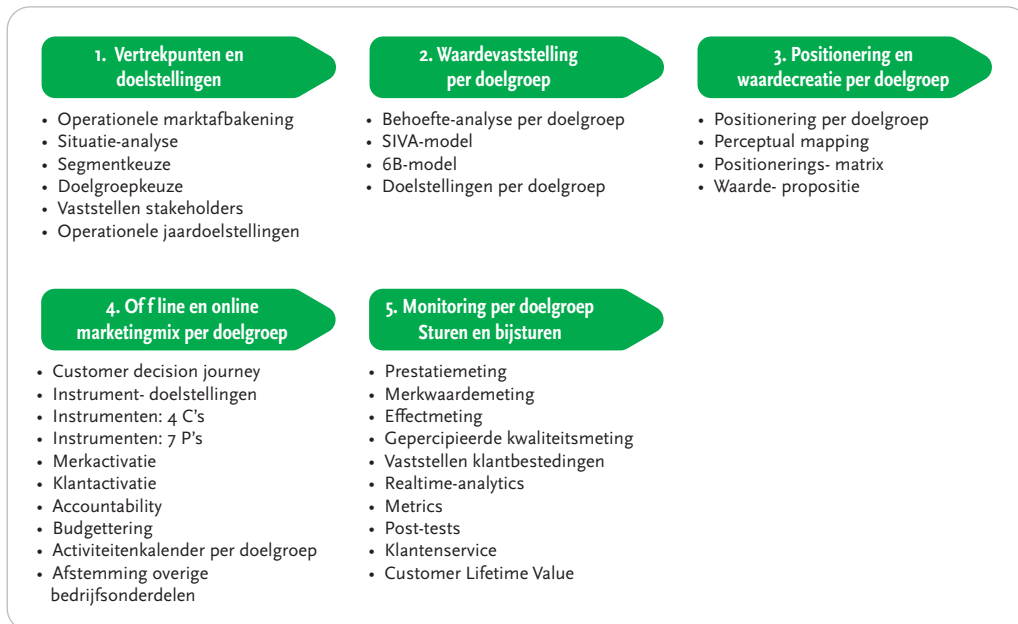 1. Vertrekpunten en
doelstellingen
• Operationele marktafbakening
• Situatie-analyse
• Segmentkeuze
• Doelgroepkeuze
• Vaststellen stakeholders
• Operationele jaardoelstellingen
2. Waardevaststelling
per doelgroep
• Behoefte-analyse per doelgroep
• SIVA-model
• 6B-model
• Doelstellingen per doelgroep
3. Positionering en
waardecreatie per doelgroep
• Positionering per doelgroep
• Perceptual mapping
• Positionerings- matrix
• Waarde- propositie
4. Of f line en online
marketingmix per doelgroep
• Customer decision journey
• Instrument- doelstellingen
• Instrumenten: 4 C's
• Instrumenten: 7 P's
• Merkactivatie
• Klantactivatie
• Accountability
• Budgettering
• Activiteitenkalender per doelgroep
• Afstemming overige
bedrijfsonderdelen
5. Monitoring per doelgroep
Sturen en bijsturen
• Prestatiemeting
• Merkwaardemeting
• Effectmeting
• Gepercipieerde kwaliteitsmeting
• Vaststellen klantbestedingen
• Realtime-analytics
• Metrics
• Post-tests
• Klantenservice
• Customer Lifetime Value